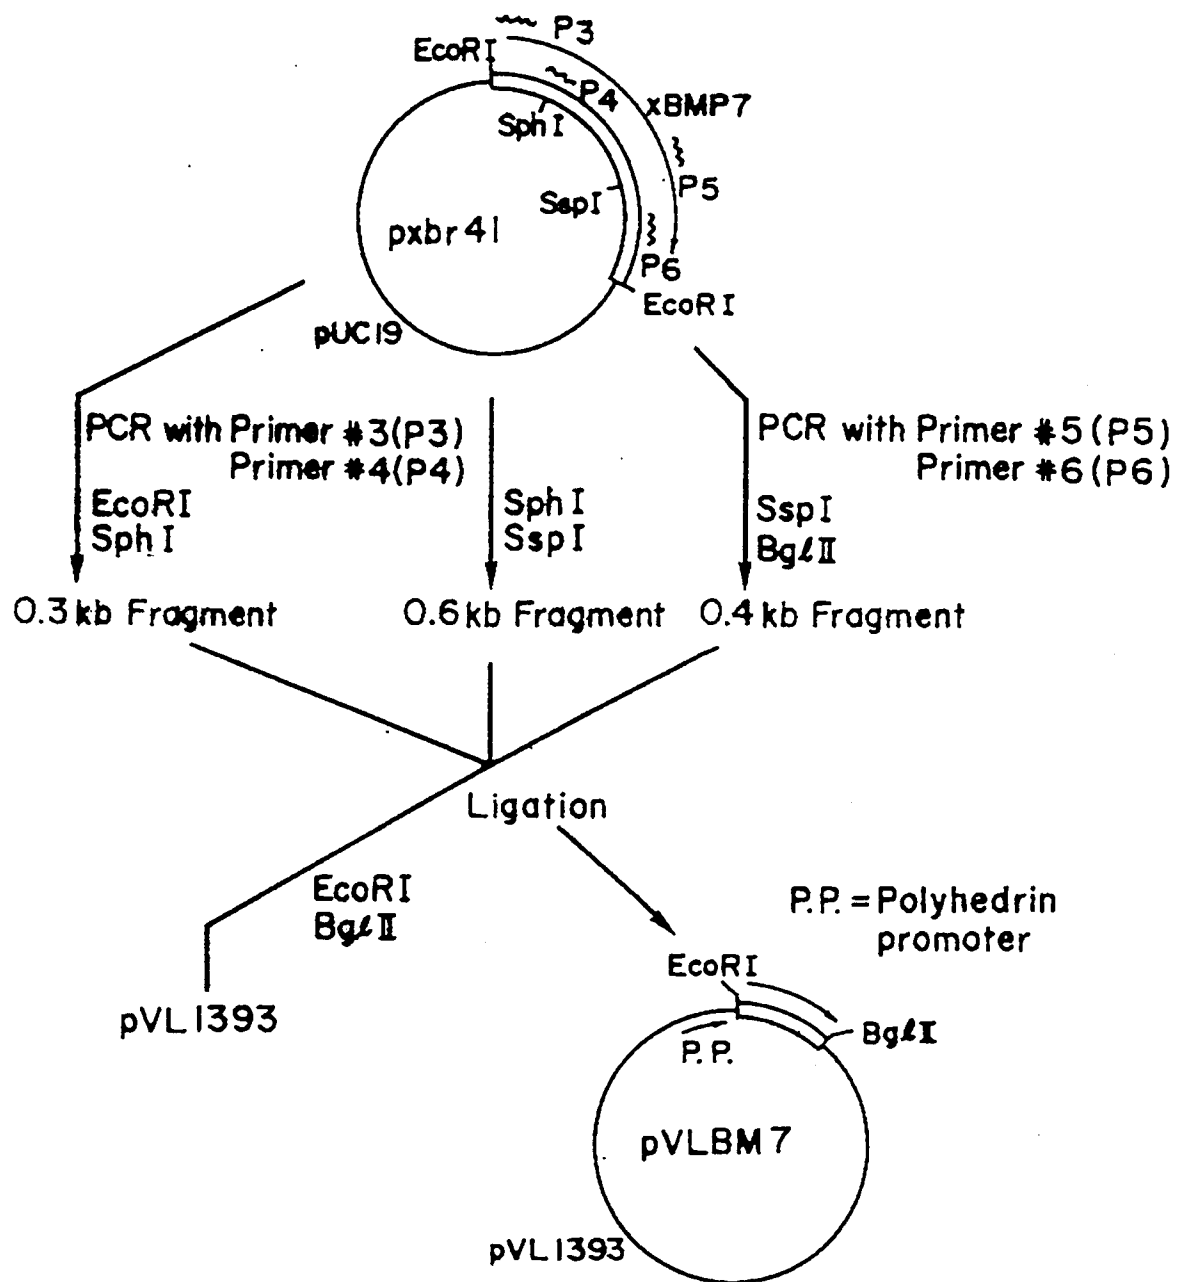 P3
EcoRI
P4
xBMP7
SphI
P5
SspI
pxbr41
P6
EcoRI
pUC19
PCR with Primer #3(P3)
Primer #4(P4)
EcoRI
SphI
SphI
SspI
PCR with Primer #5(P5)
Primer #6(P6)
SspI
BglII
0.3kb Fragment
0.6kb Fragment
0.4kb Fragment
Ligation
EcoRI
BglII
pVL1393
P.P.=Polyhedrin
promoter
EcoRI
BglII
P.P.
pVLBM7
pVL1393